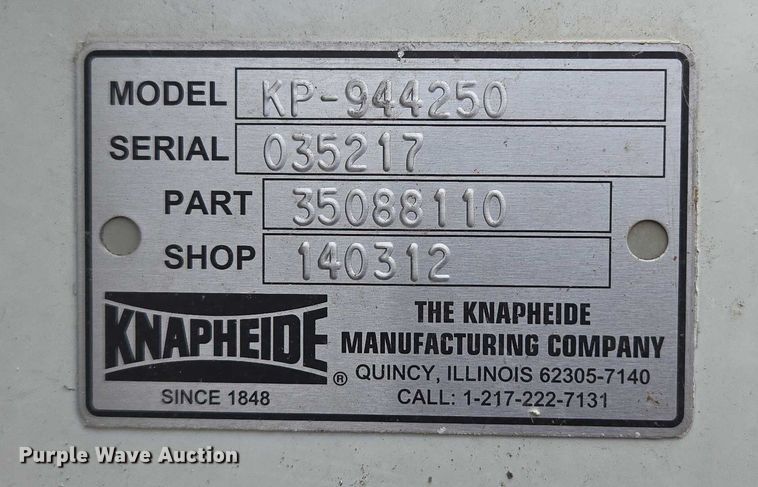 MODEL KP-944250
SERIAL 035217
PART 35088110
SHOP 140312
KNAPHEIDE ®
SINCE 1848
THE KNAPHEIDE
MANUFACTURING COMPANY
QUINCY, ILLINOIS 62305-7140
CALL: 1-217-222-7131
Purple Wave Auction